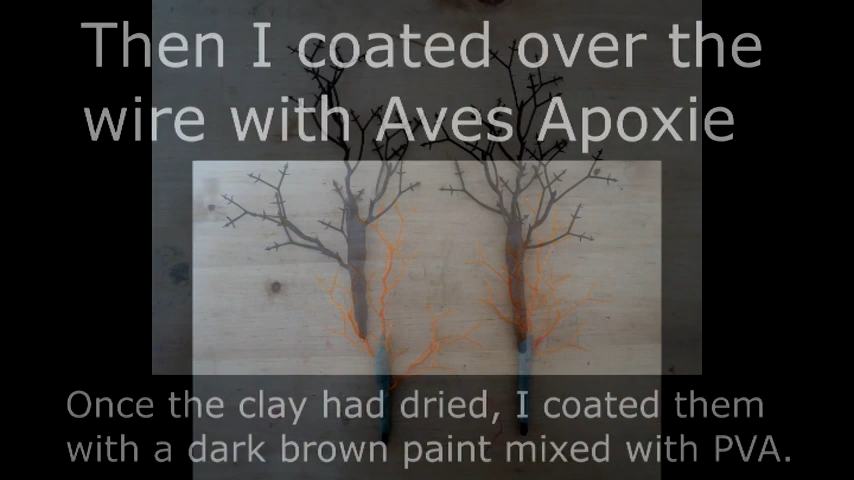 Then I coated over the
wire with Aves Apoxie
Once the clay had dried, I coated them
with a dark brown paint mixed with PVA.